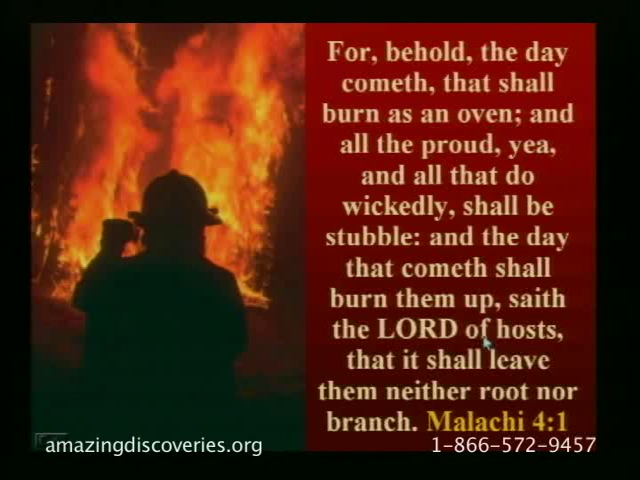 For, behold, the day
cometh, that shall
burn as an oven; and
all the proud, yea,
and all that do
wickedly, shall be
stubble: and the day
that cometh shall
burn them up, saith
the LORD of hosts,
that it shall leave
them neither root nor
branch. Malachi 4:1
amazingdiscoveries.org
1-866-572-9457